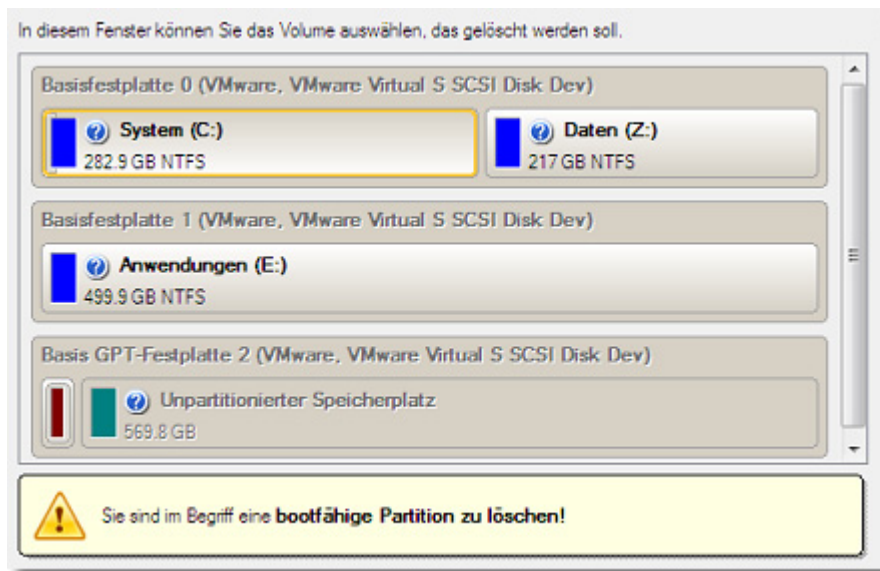 In diesem Fenster können Sie das Volume auswählen, das gelöscht werden soll.
Basisfestplatte 0 (VMware, VMware Virtual S SCSI Disk Dev)
System (C:)
282.9 GB NTFS
Daten (Z:)
217 GB NTFS
Basisfestplatte 1 (VMware, VMware Virtual S SCSI Disk Dev)
Anwendungen (E:)
499.9 GB NTFS
Basis GPT-Festplatte 2 (VMware, VMware Virtual S SCSI Disk Dev)
Unpartitionierter Speicherplatz
569.8 GB
Sie sind im Begriff eine bootfähige Partition zu löschen!